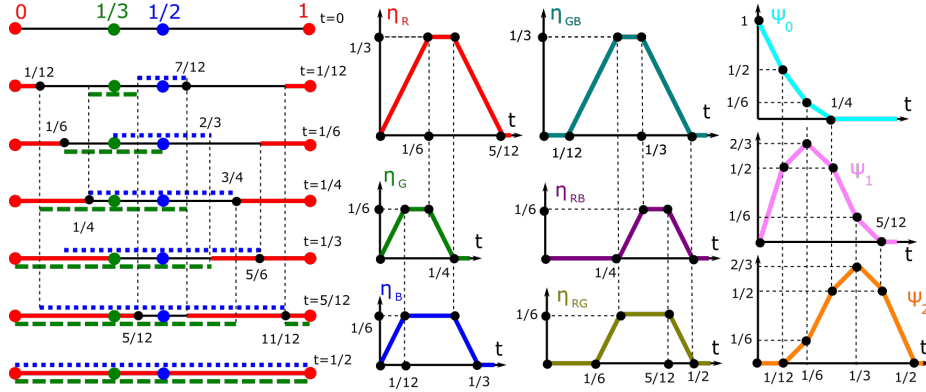 0 1/3 1/2 1
t=0
1/12 7/12 t=1/12
1/6 2/3 t=1/6
3/4 t=1/4
1/4
t=1/3
5/6
t=5/12
5/12 11/12
t=1/2
η_R
1/3
t
1/6 5/12
η_G
1/6
t
1/4
η_B
1/6
t
1/12 1/3
η_GB
1/3
t
1/12 1/3
η_RB
1/6
t
1/4
η_RG
1/6
t
1/6 5/12 1/2
ψ_0
1
1/2
1/6
1/4
t
2/3
ψ_1
1/2
1/6
5/12
t
2/3
1/2
ψ_2
1/6
t
1/12 1/6 1/3 1/2